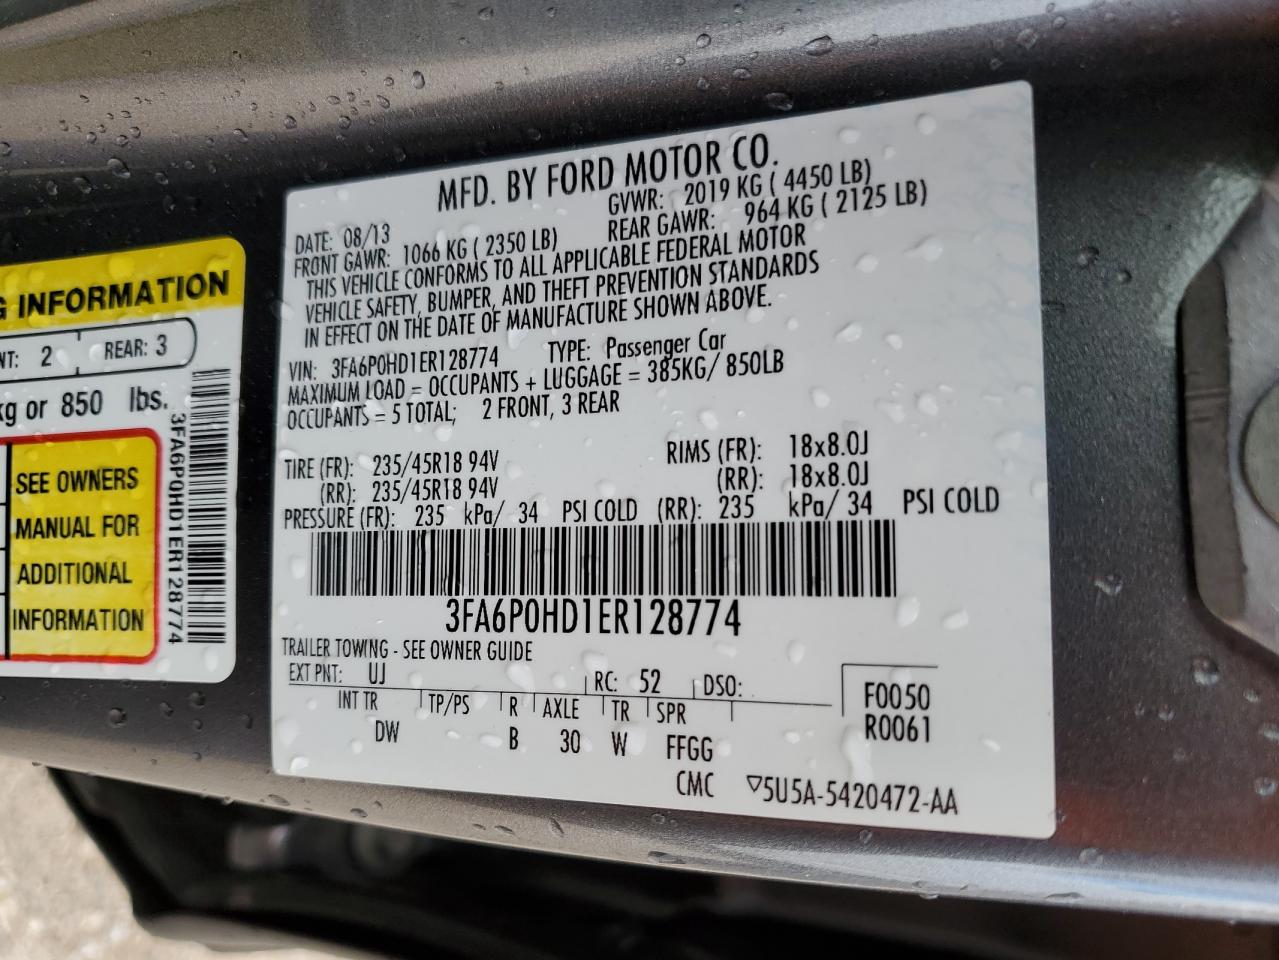 G INFORMATION
NT: 2 REAR: 3
kg or 850 lbs.
SEE OWNERS
MANUAL FOR
ADDITIONAL
INFORMATION
3FA6P0HD1ER128774
MFD. BY FORD MOTOR CO.
DATE: 08/13 GVWR: 2019 KG ( 4450 LB)
FRONT GAWR: 1066 KG ( 2350 LB) REAR GAWR: 964 KG ( 2125 LB)
THIS VEHICLE CONFORMS TO ALL APPLICABLE FEDERAL MOTOR
VEHICLE SAFETY, BUMPER, AND THEFT PREVENTION STANDARDS
IN EFFECT ON THE DATE OF MANUFACTURE SHOWN ABOVE.
VIN: 3FA6P0HD1ER128774 TYPE: Passenger Car
MAXIMUM LOAD = OCCUPANTS + LUGGAGE = 385KG/ 850LB
OCCUPANTS = 5 TOTAL; 2 FRONT, 3 REAR
TIRE (FR): 235/45R18 94V RIMS (FR): 18x8.0J
(RR): 235/45R18 94V (RR): 18x8.0J
PRESSURE (FR): 235 kPa/ 34 PSI COLD (RR): 235 kPa/ 34 PSI COLD
3FA6P0HD1ER128774
TRAILER TOWING - SEE OWNER GUIDE
EXT PNT: UJ RC: 52 DSO: F0050
INT TR TP/PS R AXLE TR SPR R0061
DW B 30 W FFGG
CMC ▽5U5A-5420472-AA